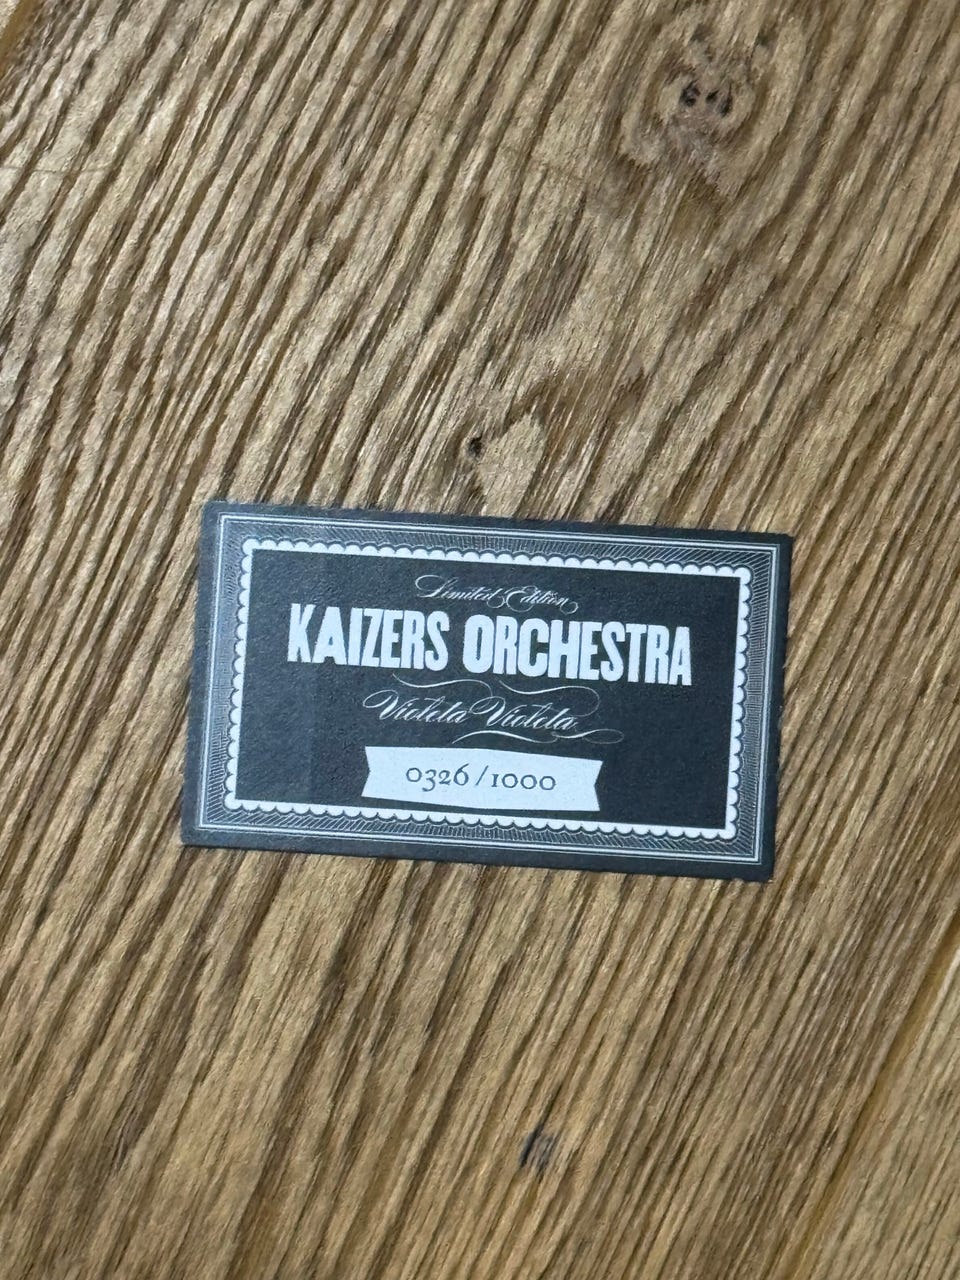 Limited Edition
KAIZERS ORCHESTRA
Violeta Violeta
0326/1000